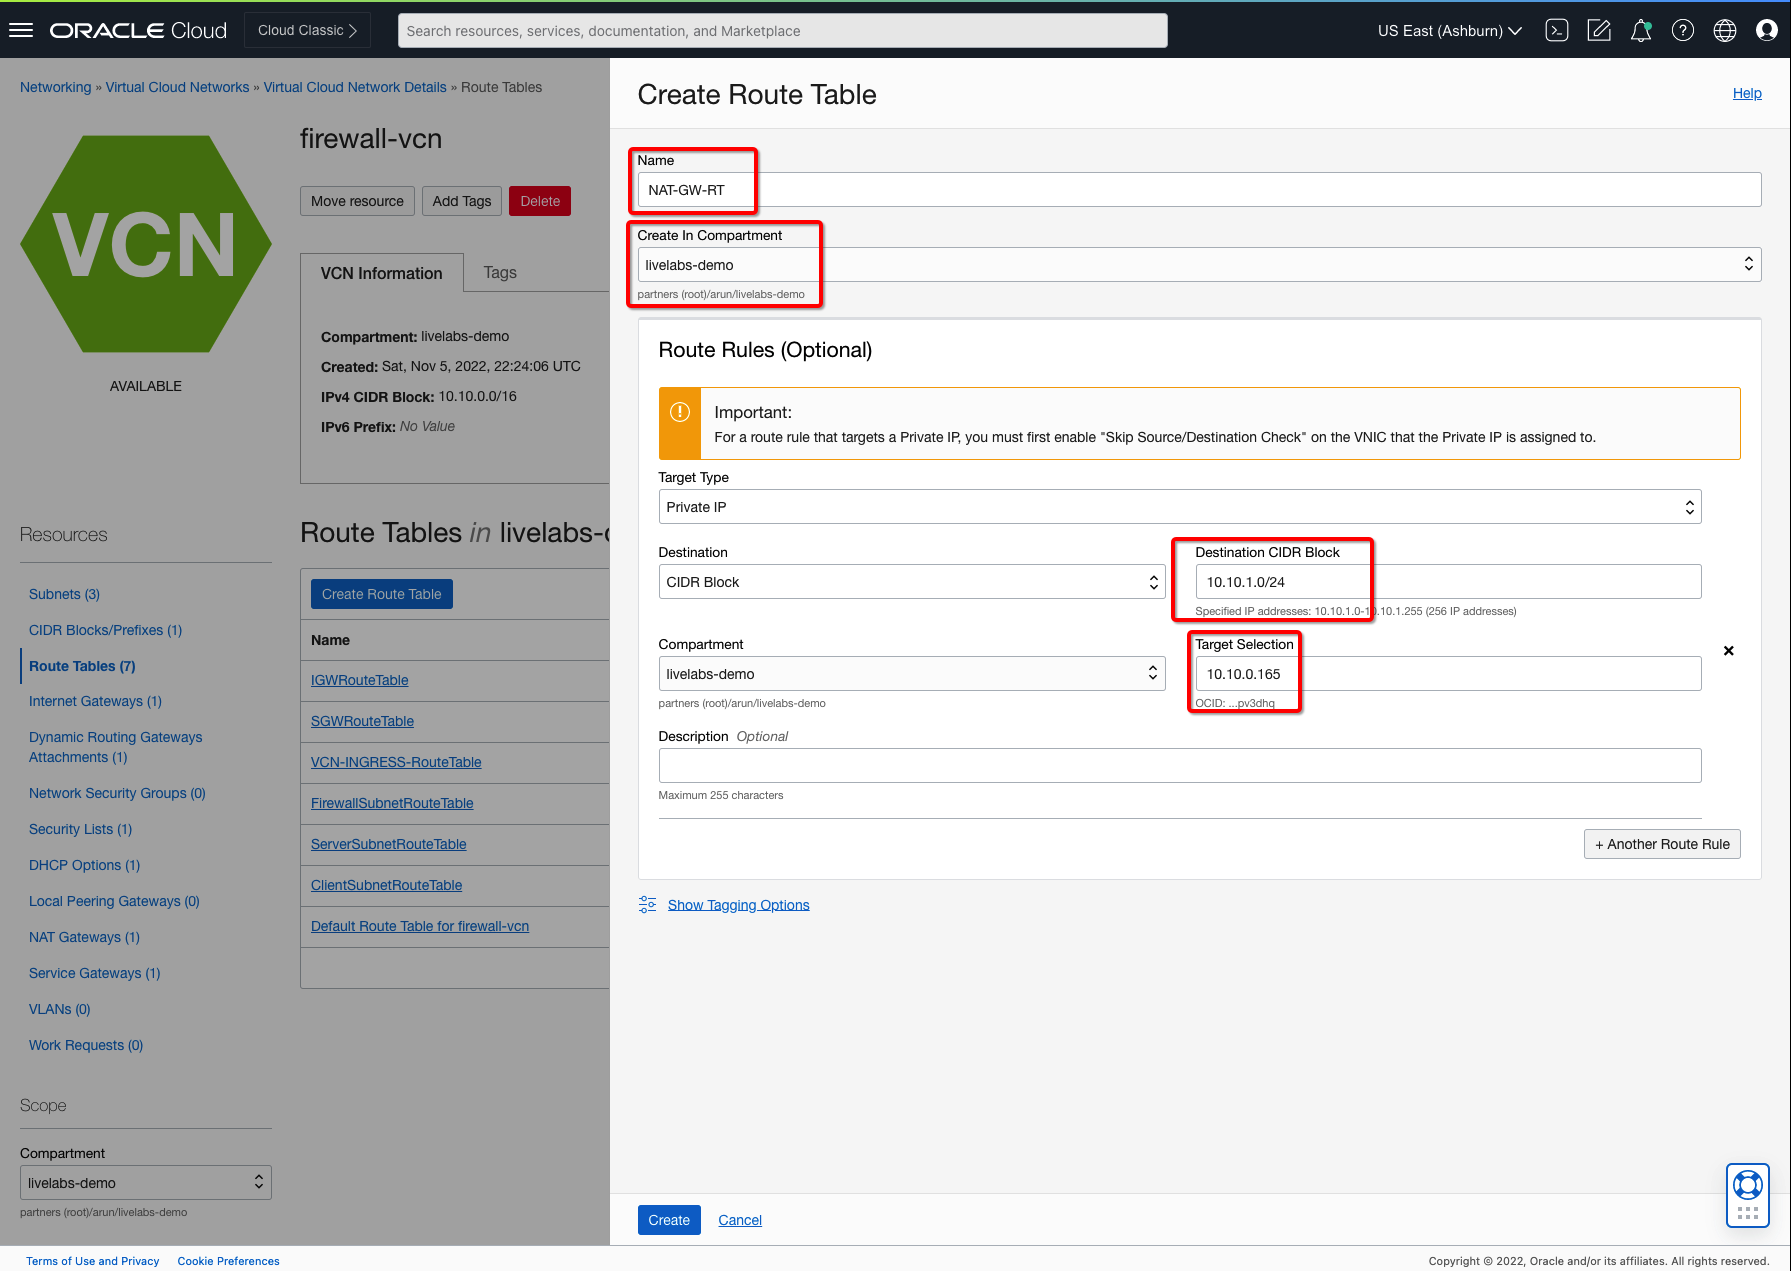 ORACLE Cloud
Cloud Classic
Search resources, services, documentation, and Marketplace
US East (Ashburn)
Networking » Virtual Cloud Networks » Virtual Cloud Network Details » Route Tables
VCN
AVAILABLE
firewall-vcn
Move resource
Add Tags
Delete
VCN Information
Tags
Compartment: livelabs-demo
Created: Sat, Nov 5, 2022, 22:24:06 UTC
IPv4 CIDR Block: 10.10.0.0/16
IPv6 Prefix: No Value
Resources
Subnets (3)
CIDR Blocks/Prefixes (1)
Route Tables (7)
Internet Gateways (1)
Dynamic Routing Gateways
Attachments (1)
Network Security Groups (0)
Security Lists (1)
DHCP Options (1)
Local Peering Gateways (0)
NAT Gateways (1)
Service Gateways (1)
VLANs (0)
Work Requests (0)
Scope
Compartment
livelabs-demo
partners (root)/arun/livelabs-demo
Route Tables in livelabs-
Create Route Table
Name
IGWRouteTable
SGWRouteTable
VCN-INGRESS-RouteTable
FirewallSubnetRouteTable
ServerSubnetRouteTable
ClientSubnetRouteTable
Default Route Table for firewall-vcn
Create Route Table
Help
Name
NAT-GW-RT
Create In Compartment
livelabs-demo
partners (root)/arun/livelabs-demo
Route Rules (Optional)
Important:
For a route rule that targets a Private IP, you must first enable "Skip Source/Destination Check" on the VNIC that the Private IP is assigned to.
Target Type
Private IP
Destination
CIDR Block
Destination CIDR Block
10.10.1.0/24
Specified IP addresses: 10.10.1.0-10.10.1.255 (256 IP addresses)
Compartment
livelabs-demo
partners (root)/arun/livelabs-demo
Target Selection
10.10.0.165
OCID: ...pv3dhq
Description Optional
Maximum 255 characters
+ Another Route Rule
Show Tagging Options
Create
Cancel
Terms of Use and Privacy
Cookie Preferences
Copyright © 2022, Oracle and/or its affiliates. All rights reserved.